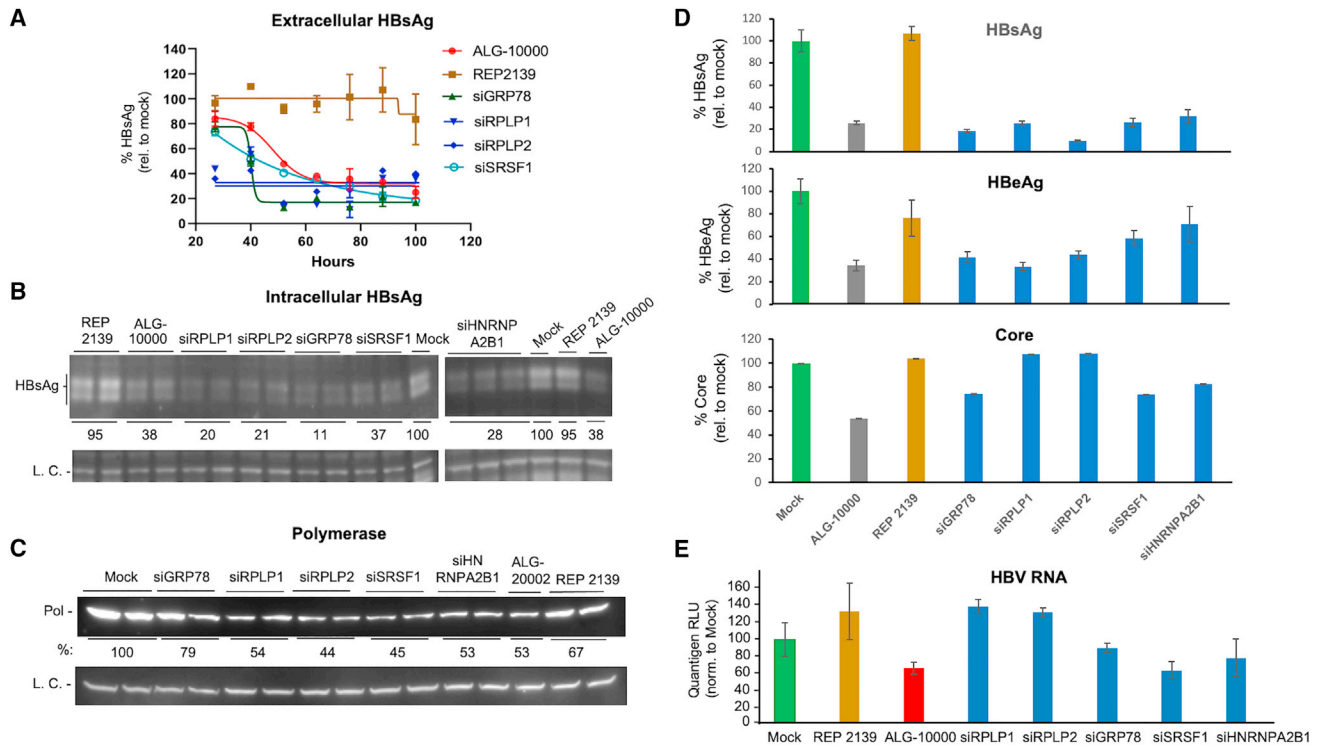 A
Extracellular HBsAg
% HBsAg
(rel. to mock)
140
120
100
80
60
40
20
0
20 40 60 80 100 120
Hours
ALG-10000
REP2139
siGRP78
siRPLP1
siRPLP2
siSRSF1
B
Intracellular HBsAg
REP 2139 ALG-10000 siRPLP1 siRPLP2 siGRP78 siSRSF1 Mock
siHNRNP A2B1 Mock REP 2139 ALG-10000
HBsAg
95 38 20 21 11 37 100 28 100 95 38
L. C. -
C
Polymerase
Mock siGRP78 siRPLP1 siRPLP2 siSRSF1 siHN RNPA2B1 ALG-20002 REP 2139
Pol -
%: 100 79 54 44 45 53 53 67
L. C. -
D
HBsAg
% HBsAg
(rel. to mock)
120
100
80
60
40
20
0
HBeAg
% HBeAg
(rel. to mock)
120
100
80
60
40
20
0
Core
% Core
(rel. to mock)
120
100
80
60
40
20
0
Mock ALG-10000 REP 2139 siGRP78 siRPLP1 siRPLP2 siSRSF1 siHNRNPA2B1
E
HBV RNA
Quantigen RLU
(norm. to Mock)
160
140
120
100
80
60
40
20
0
Mock REP 2139 ALG-10000 siRPLP1 siRPLP2 siGRP78 siSRSF1 siHNRNPA2B1